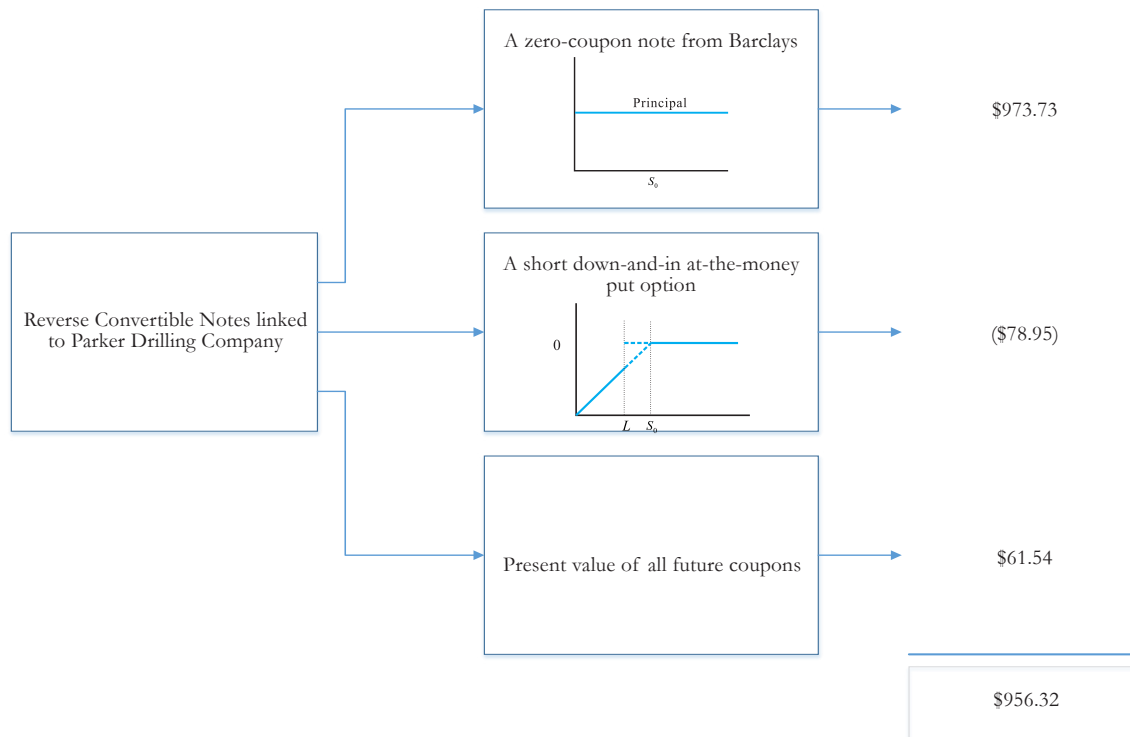 A zero-coupon note from Barclays
Principal
S₀
$973.73
Reverse Convertible Notes linked
to Parker Drilling Company
A short down-and-in at-the-money
put option
0
L S₀
($78.95)
Present value of all future coupons
$61.54
$956.32